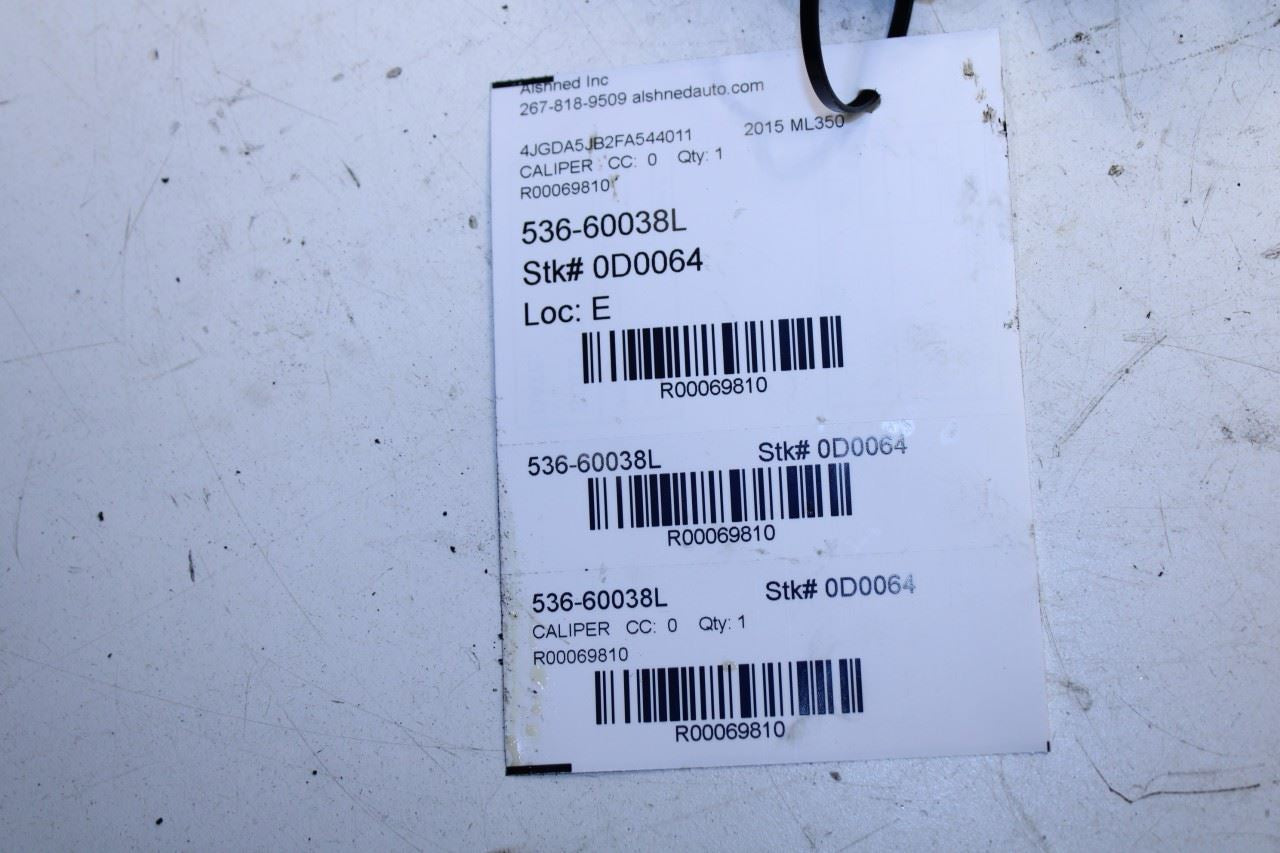 Alshned Inc
267-818-9509 alshnedauto.com
4JGDA5JB2FA544011 2015 ML350
CALIPER CC: 0 Qty: 1
R00069810
536-60038L
Stk# 0D0064
Loc: E
R00069810
536-60038L Stk# 0D0064
R00069810
536-60038L Stk# 0D0064
CALIPER CC: 0 Qty: 1
R00069810
R00069810